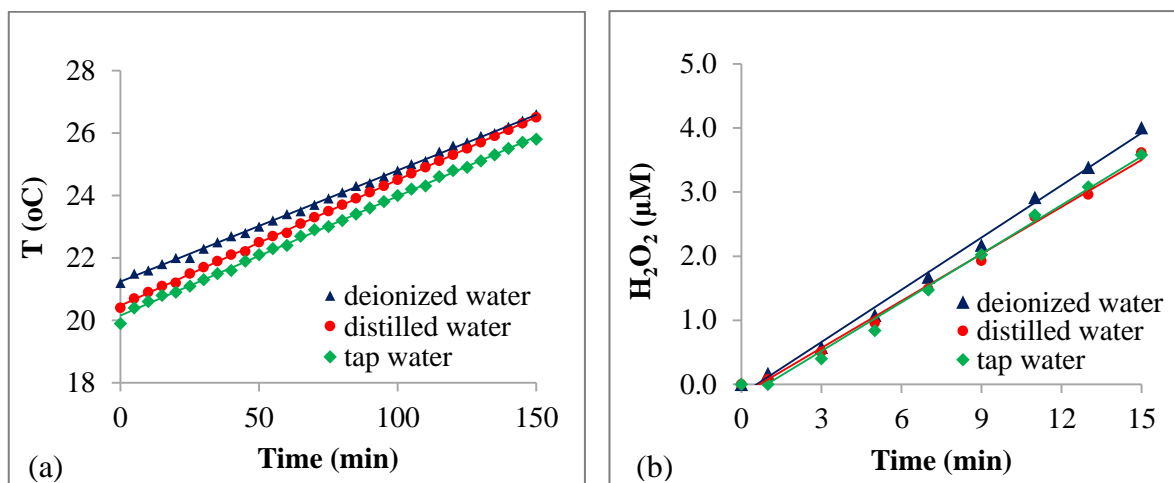 T (oC)
28
26
24
22
20
18
0
50
100
150
Time (min)
deionized water
distilled water
tap water
(a)
H₂O₂ (µM)
5.0
4.0
3.0
2.0
1.0
0.0
0
3
6
9
12
15
Time (min)
deionized water
distilled water
tap water
(b)